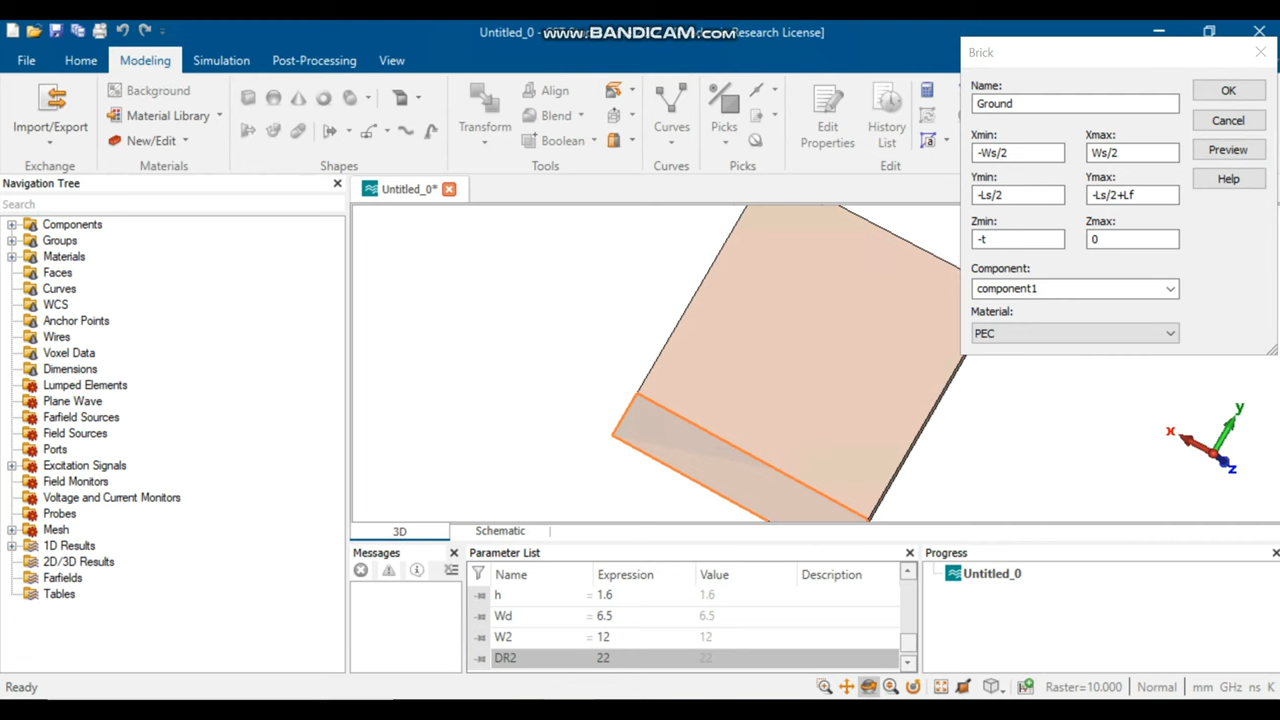 Untitled_0 -
www.BANDICAM.com
Research License]
File
Home
Modeling
Simulation
Post-Processing
View
Import/Export
Exchange
Background
Material Library
New/Edit
Materials
Shapes
Transform
Align
Blend
Boolean
Tools
Curves
Curves
Picks
Picks
Edit Properties
History List
Edit
Brick
Name:
Ground
Xmin:
Xmax:
-Ws/2
Ws/2
Ymin:
Ymax:
-Ls/2
-Ls/2+Lf
Zmin:
Zmax:
-t
0
Component:
component1
Material:
PEC
OK
Cancel
Preview
Help
Navigation Tree
Search
Components
Groups
Materials
Faces
Curves
WCS
Anchor Points
Wires
Voxel Data
Dimensions
Lumped Elements
Plane Wave
Farfield Sources
Field Sources
Ports
Excitation Signals
Field Monitors
Voltage and Current Monitors
Probes
Mesh
1D Results
2D/3D Results
Farfields
Tables
Untitled_0*
x
y
z
3D
Schematic
Messages
Parameter List
Name Expression Value Description
h = 1.6 1.6
Wd = 6.5 6.5
W2 = 12 12
DR2 22 22
Progress
Untitled_0
Ready
Raster=10.000
Normal
mm GHz ns K